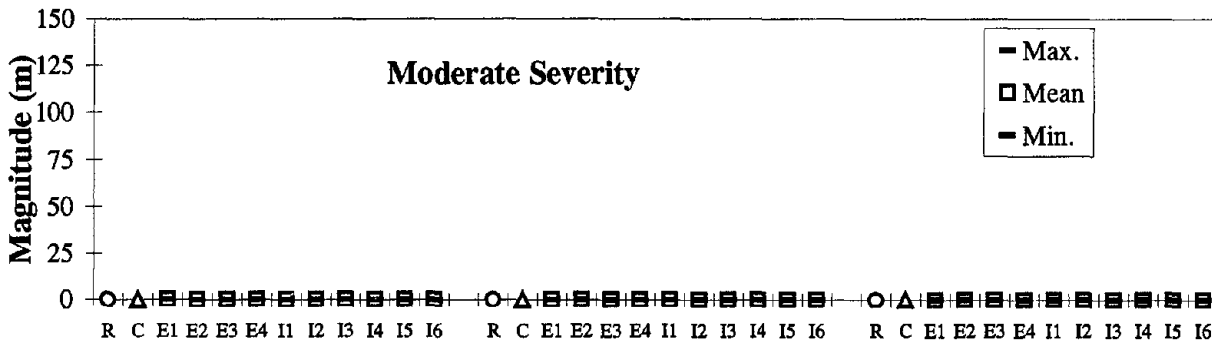 150
Max.
125
Moderate Severity
Mean
100
Min.
75
50
25
0
Magnitude (m)
R C E1 E2 E3 E4 I1 I2 I3 I4 I5 I6 R C E1 E2 E3 E4 I1 I2 I3 I4 I5 I6 R C E1 E2 E3 E4 I1 I2 I3 I4 I5 I6